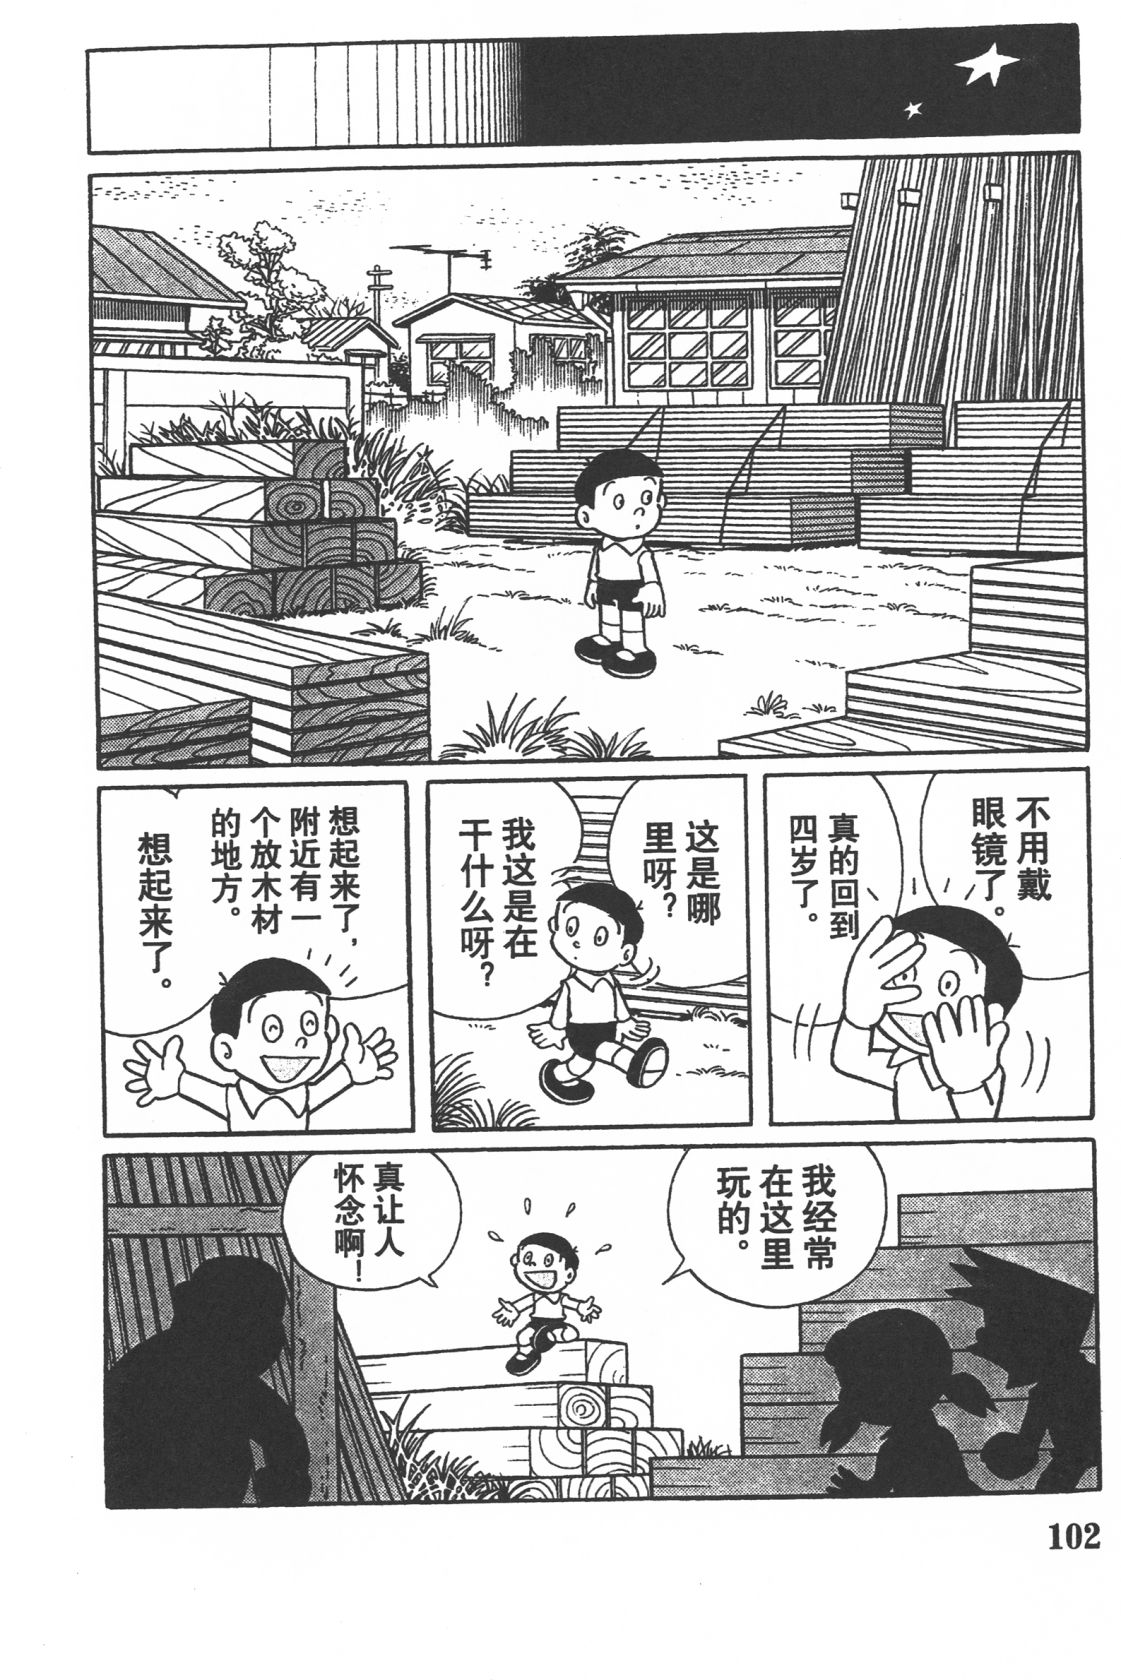 不用戴
眼镜了。
真的回到
四岁了。
这是哪
里呀？
我这是在
干什么呀？
想起来了，
附近有一
个放木材
的地方。
想起来了。
我经常
在这里
玩的。
真让人
怀念啊！
102